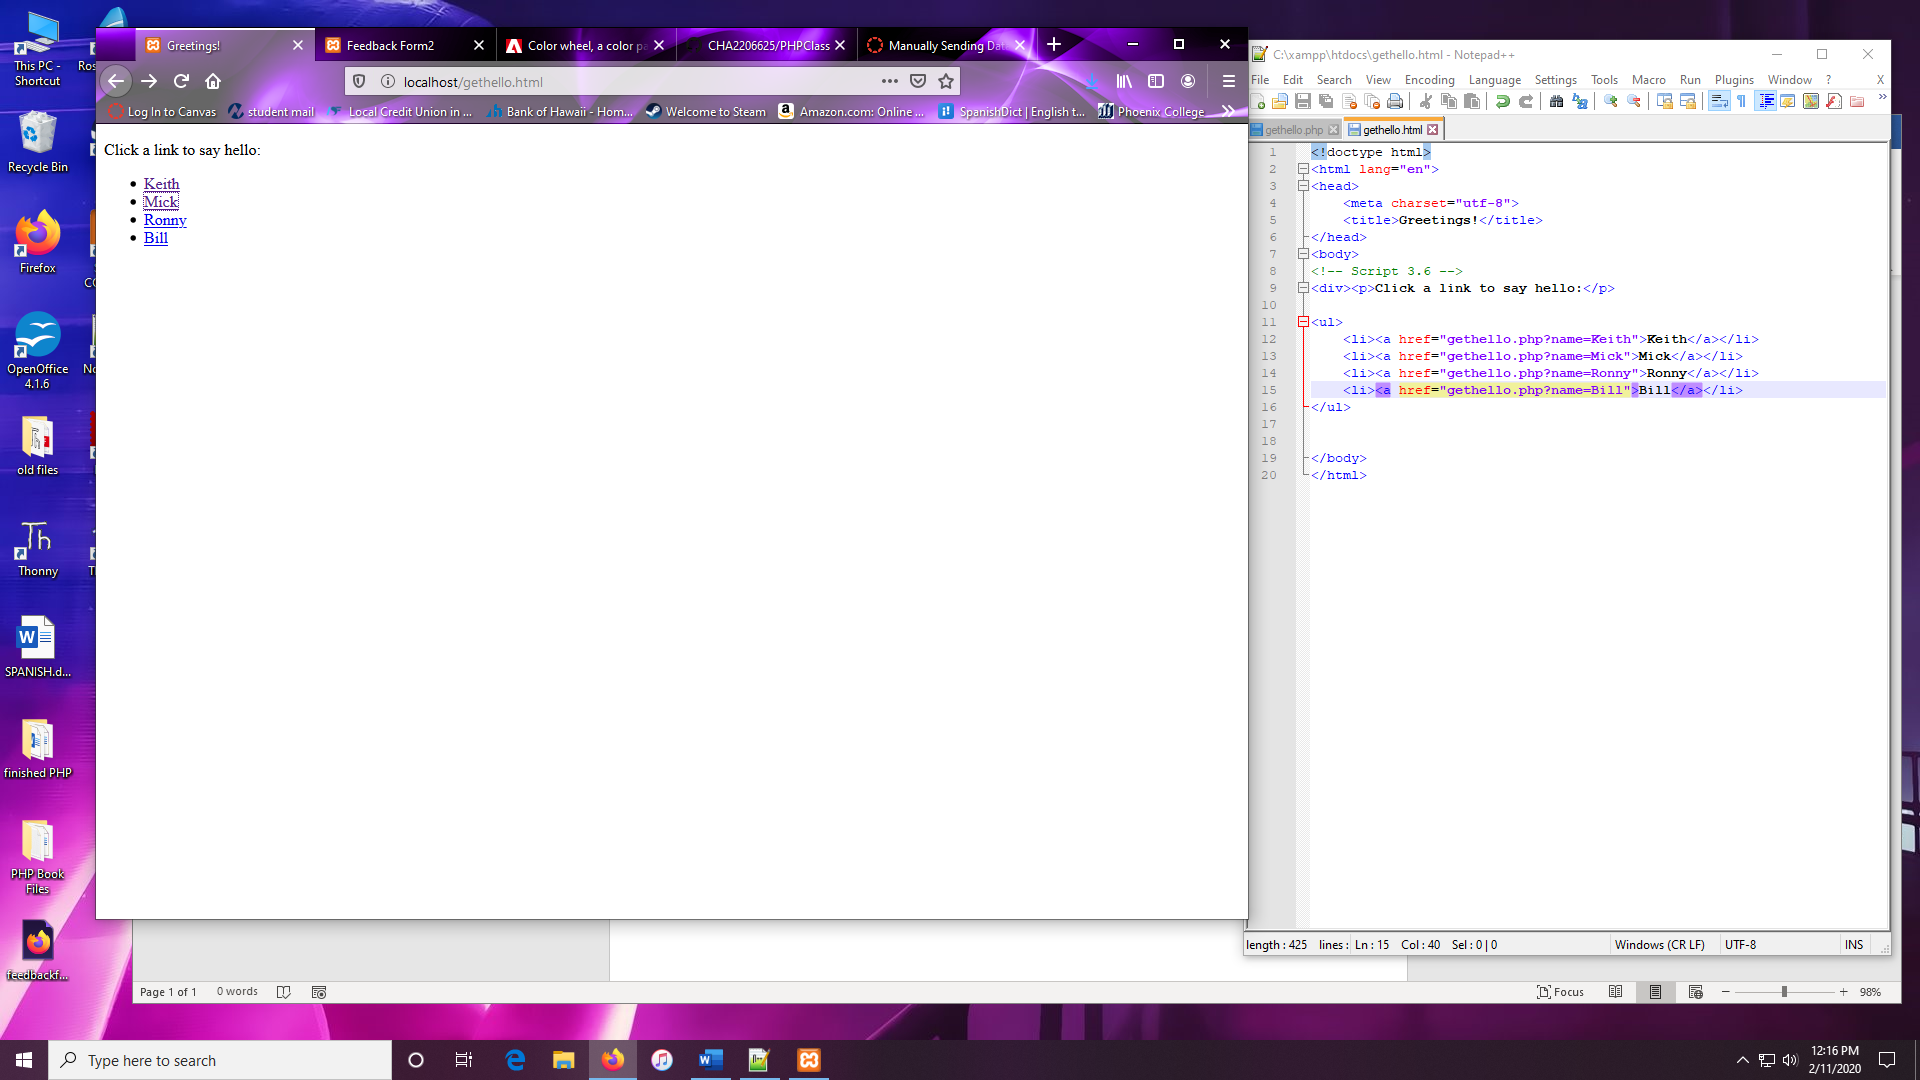 This PC - Shortcut
Ros
Recycle Bin
Firefox
OpenOffice 4.1.6
old files
Thonny
SPANISH.d...
finished PHP
PHP Book Files
feedbackf...
Greetings!
Feedback Form2
Color wheel, a color pa
CHA2206625/PHPClass
Manually Sending Dat
localhost/gethello.html
Log In to Canvas
student mail
Local Credit Union in ...
Bank of Hawaii - Hom...
Welcome to Steam
Amazon.com: Online ...
SpanishDict | English t...
Phoenix College
Click a link to say hello:
Keith
Mick
Ronny
Bill
C:\xampp\htdocs\gethello.html - Notepad++
File Edit Search View Encoding Language Settings Tools Macro Run Plugins Window ? X
gethello.php
gethello.html
1 <!doctype html>
2 <html lang="en">
3 <head>
4 <meta charset="utf-8">
5 <title>Greetings!</title>
6 </head>
7 <body>
8 <!-- Script 3.6 -->
9 <div><p>Click a link to say hello:</p>
10
11 <ul>
12 <li><a href="gethello.php?name=Keith">Keith</a></li>
13 <li><a href="gethello.php?name=Mick">Mick</a></li>
14 <li><a href="gethello.php?name=Ronny">Ronny</a></li>
15 <li><a href="gethello.php?name=Bill">Bill</a></li>
16 </ul>
17
18
19 </body>
20 </html>
length : 425 lines : Ln : 15 Col : 40 Sel : 0 | 0 Windows (CR LF) UTF-8 INS
Page 1 of 1 0 words Focus 98%
Type here to search
12:16 PM
2/11/2020